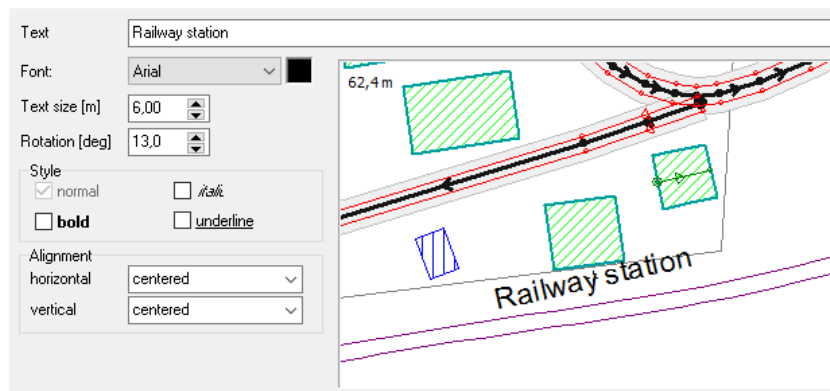 Text Railway station
Font: Arial
Text size [m] 6,00
Rotation [deg] 13,0
Style
normal italic
bold underline
Alignment
horizontal centered
vertical centered
62,4 m
Railway station